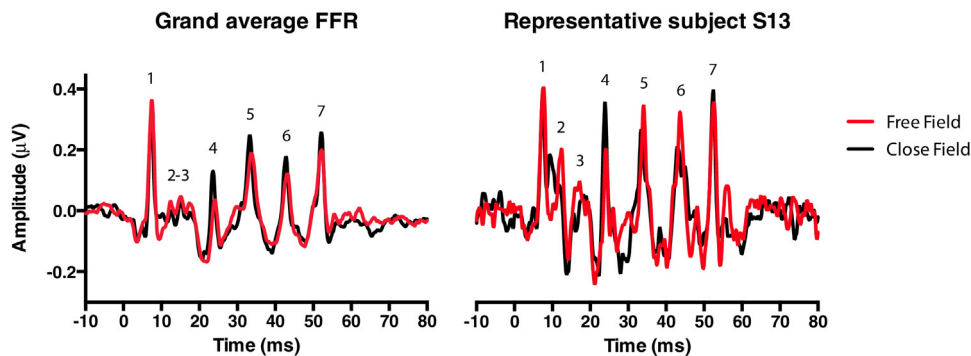 Grand average FFR
Representative subject S13
Amplitude (µV)
0.4
0.2
0.0
-0.2
1
2-3
4
5
6
7
-10 0 10 20 30 40 50 60 70 80
Time (ms)
1
2
3
4
5
6
7
-10 0 10 20 30 40 50 60 70 80
Time (ms)
Free Field
Close Field